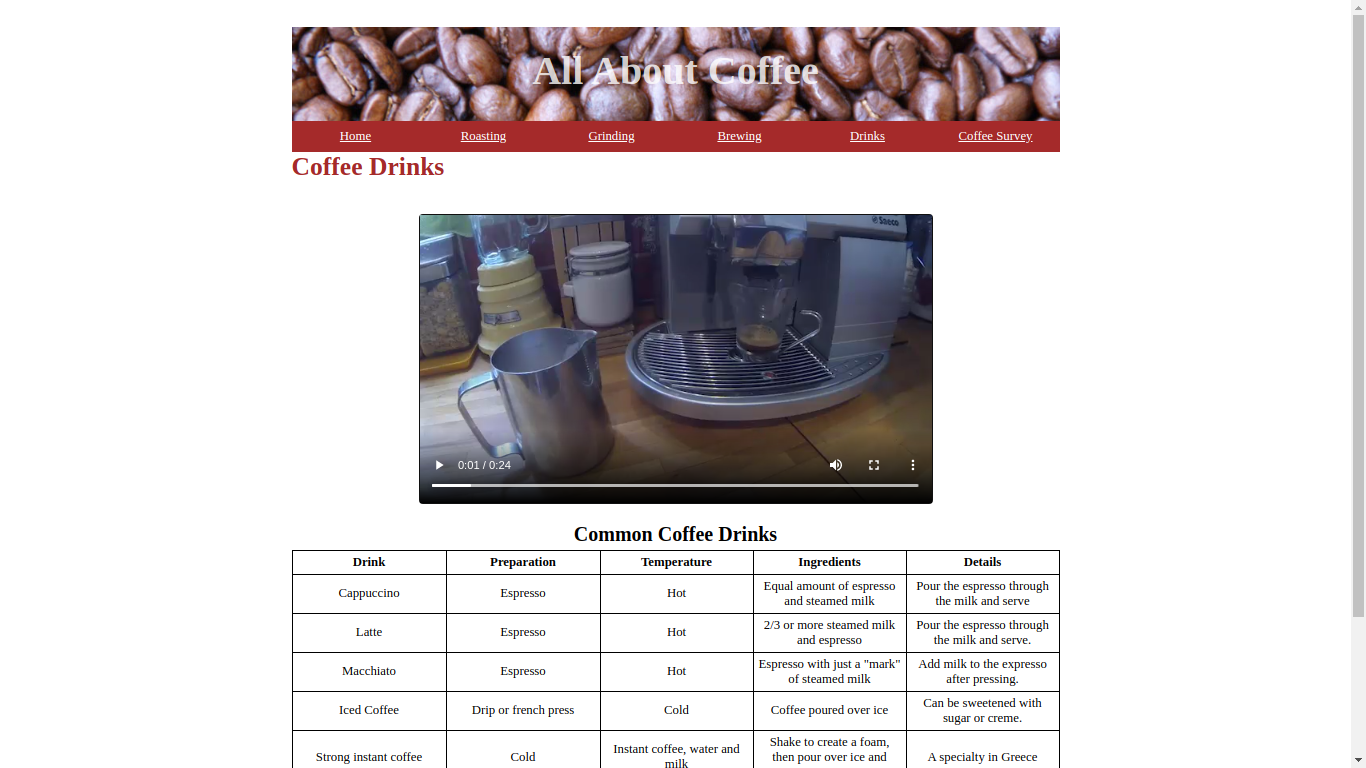 All About Coffee
Home Roasting Grinding Brewing Drinks Coffee Survey
Coffee Drinks
Saeco
0:01 / 0:24
Common Coffee Drinks
Drink Preparation Temperature Ingredients Details
Cappuccino Espresso Hot Equal amount of espresso and steamed milk Pour the espresso through the milk and serve
Latte Espresso Hot 2/3 or more steamed milk and espresso Pour the espresso through the milk and serve.
Macchiato Espresso Hot Espresso with just a "mark" of steamed milk Add milk to the expresso after pressing.
Iced Coffee Drip or french press Cold Coffee poured over ice Can be sweetened with sugar or creme.
Strong instant coffee Cold Instant coffee, water and milk Shake to create a foam, then pour over ice and A specialty in Greece